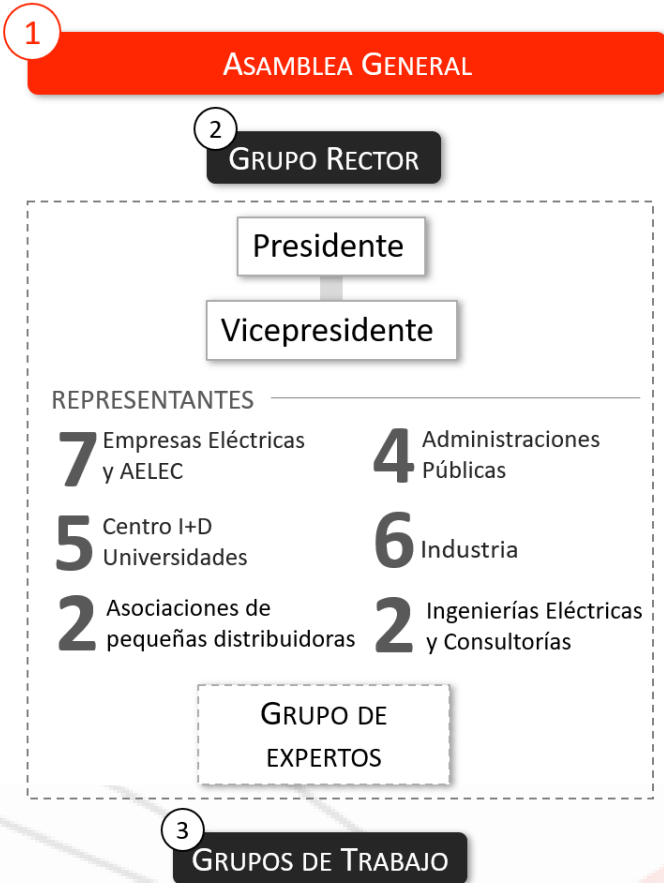 1
ASAMBLEA GENERAL
2
GRUPO RECTOR
Presidente
Vicepresidente
REPRESENTANTES
7 Empresas Eléctricas
y AELEC
4 Administraciones
Públicas
5 Centro I+D
Universidades
6 Industria
2 Asociaciones de
pequeñas distribuidoras
2 Ingenierías Eléctricas
y Consultorías
GRUPO DE
EXPERTOS
3
GRUPOS DE TRABAJO